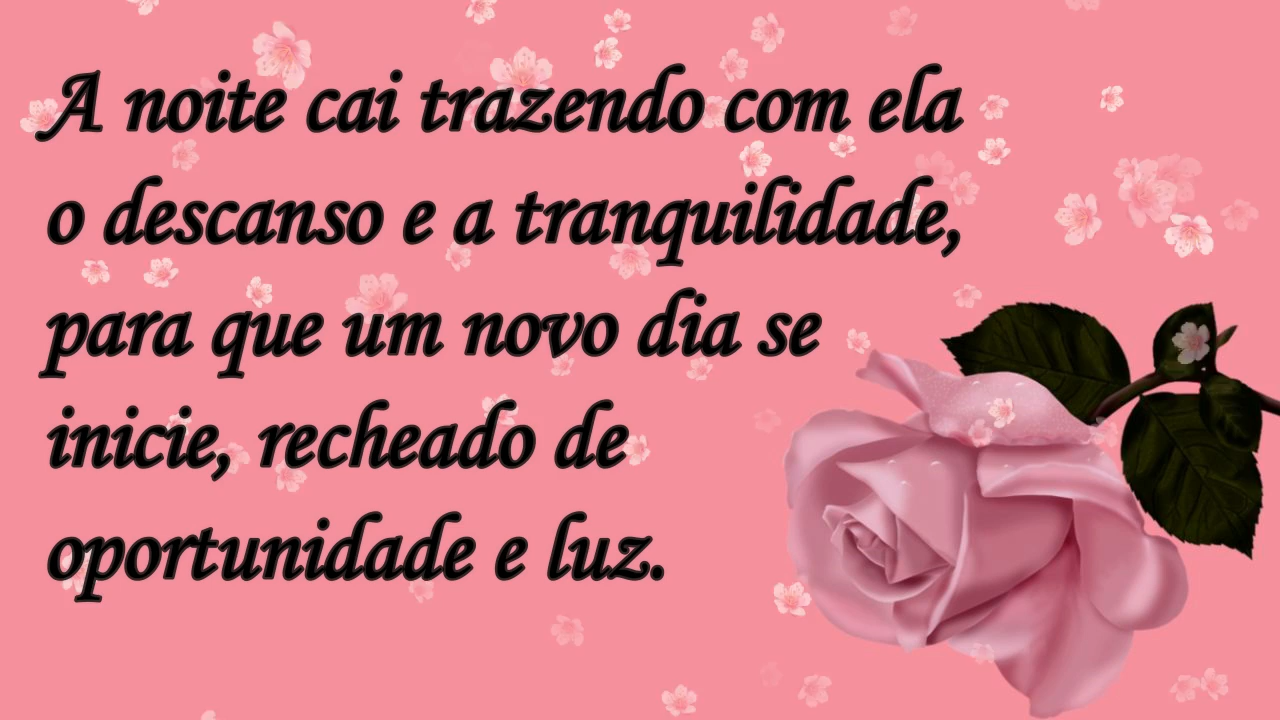 A noite cai trazendo com ela
o descanso e a tranquilidade,
para que um novo dia se
inicie, recheado de
oportunidade e luz.